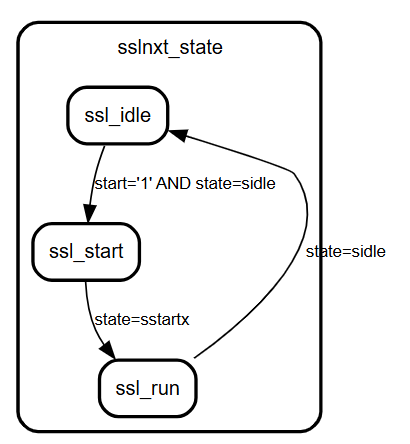 sslnxt_state
ssl_idle
start='1' AND state=sidle
ssl_start
state=sidle
state=sstartx
ssl_run